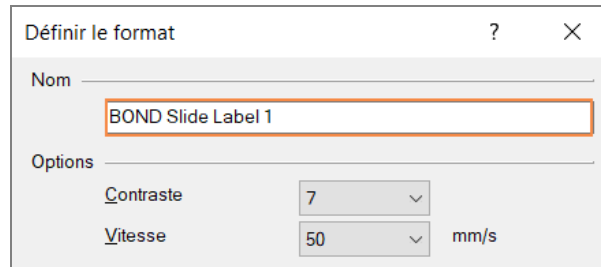 Définir le format ? ×
Nom
BOND Slide Label 1
Options
Contraste 7
Vitesse 50 mm/s